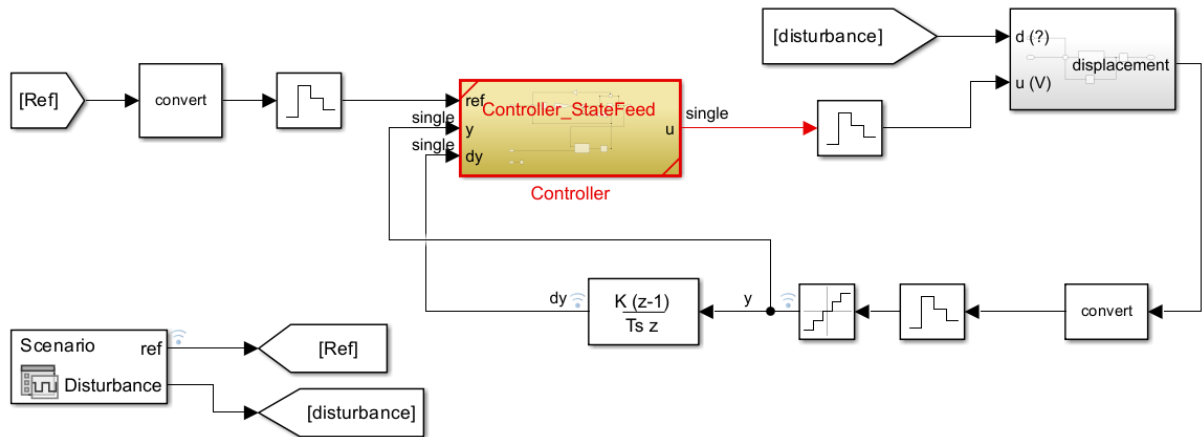 [disturbance]
d (?)
displacement
u (V)
[Ref]
convert
ref
Controller_StateFeed
single
y
u
single
single
dy
Controller
dy
K (z-1)
Ts z
y
convert
Scenario
ref
Disturbance
[Ref]
[disturbance]